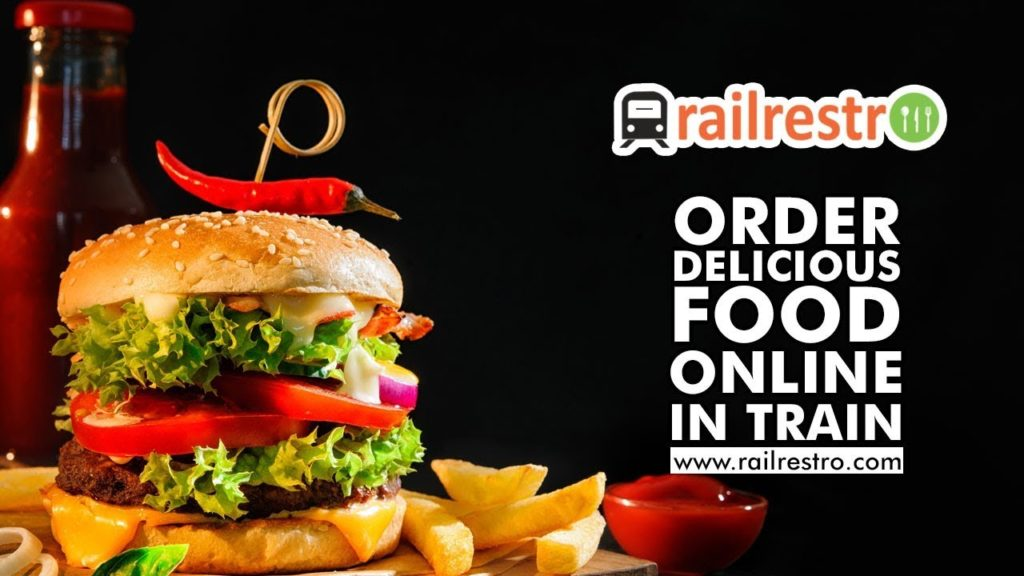 railrestro
ORDER
DELICIOUS
FOOD
ONLINE
IN TRAIN
www.railrestro.com